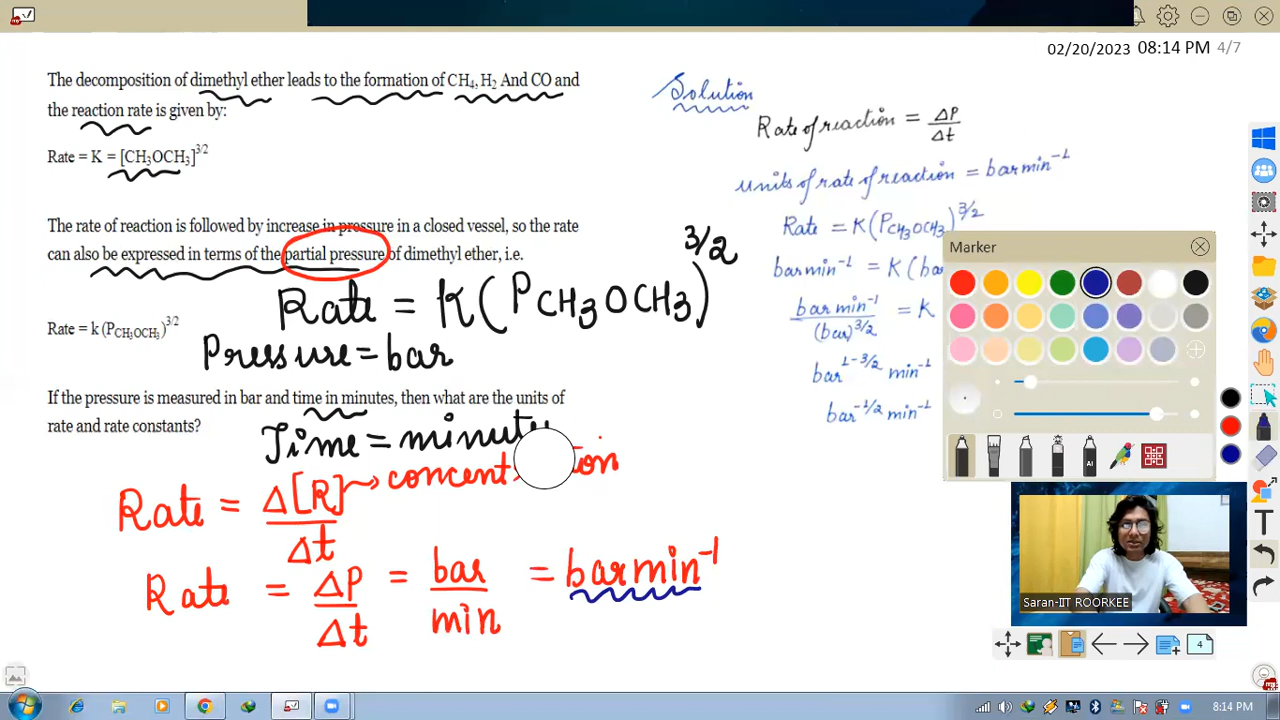 02/20/2023 08:14 PM 4/7
The decomposition of dimethyl ether leads to the formation of CH₄, H₂ And CO and
the reaction rate is given by:
Rate = K = [CH₃OCH₃]^3/2
The rate of reaction is followed by increase in pressure in a closed vessel, so the rate
can also be expressed in terms of the partial pressure of dimethyl ether, i.e.
Rate = K(PCH3OCH3)^3/2
Rate = k (PCH₃OCH₃)^3/2
Pressure = bar
If the pressure is measured in bar and time in minutes, then what are the units of
rate and rate constants?
Time =
Rate = Δ[R]
Δt
Rate = ΔP = bar = bar min⁻¹
Δt min
Solution
Rate of reaction = ΔP
Δt
units of rate of reaction = bar min⁻¹
Rate = K(PCH₃OCH₃)^3/2
bar min⁻¹ = K (
bar min⁻¹ = K
(bar)^3/2
bar^1-3/2 min⁻¹
bar^-1/2 min⁻¹
Marker
AI
Saran-IIT ROORKEE
T
4
8:14 PM